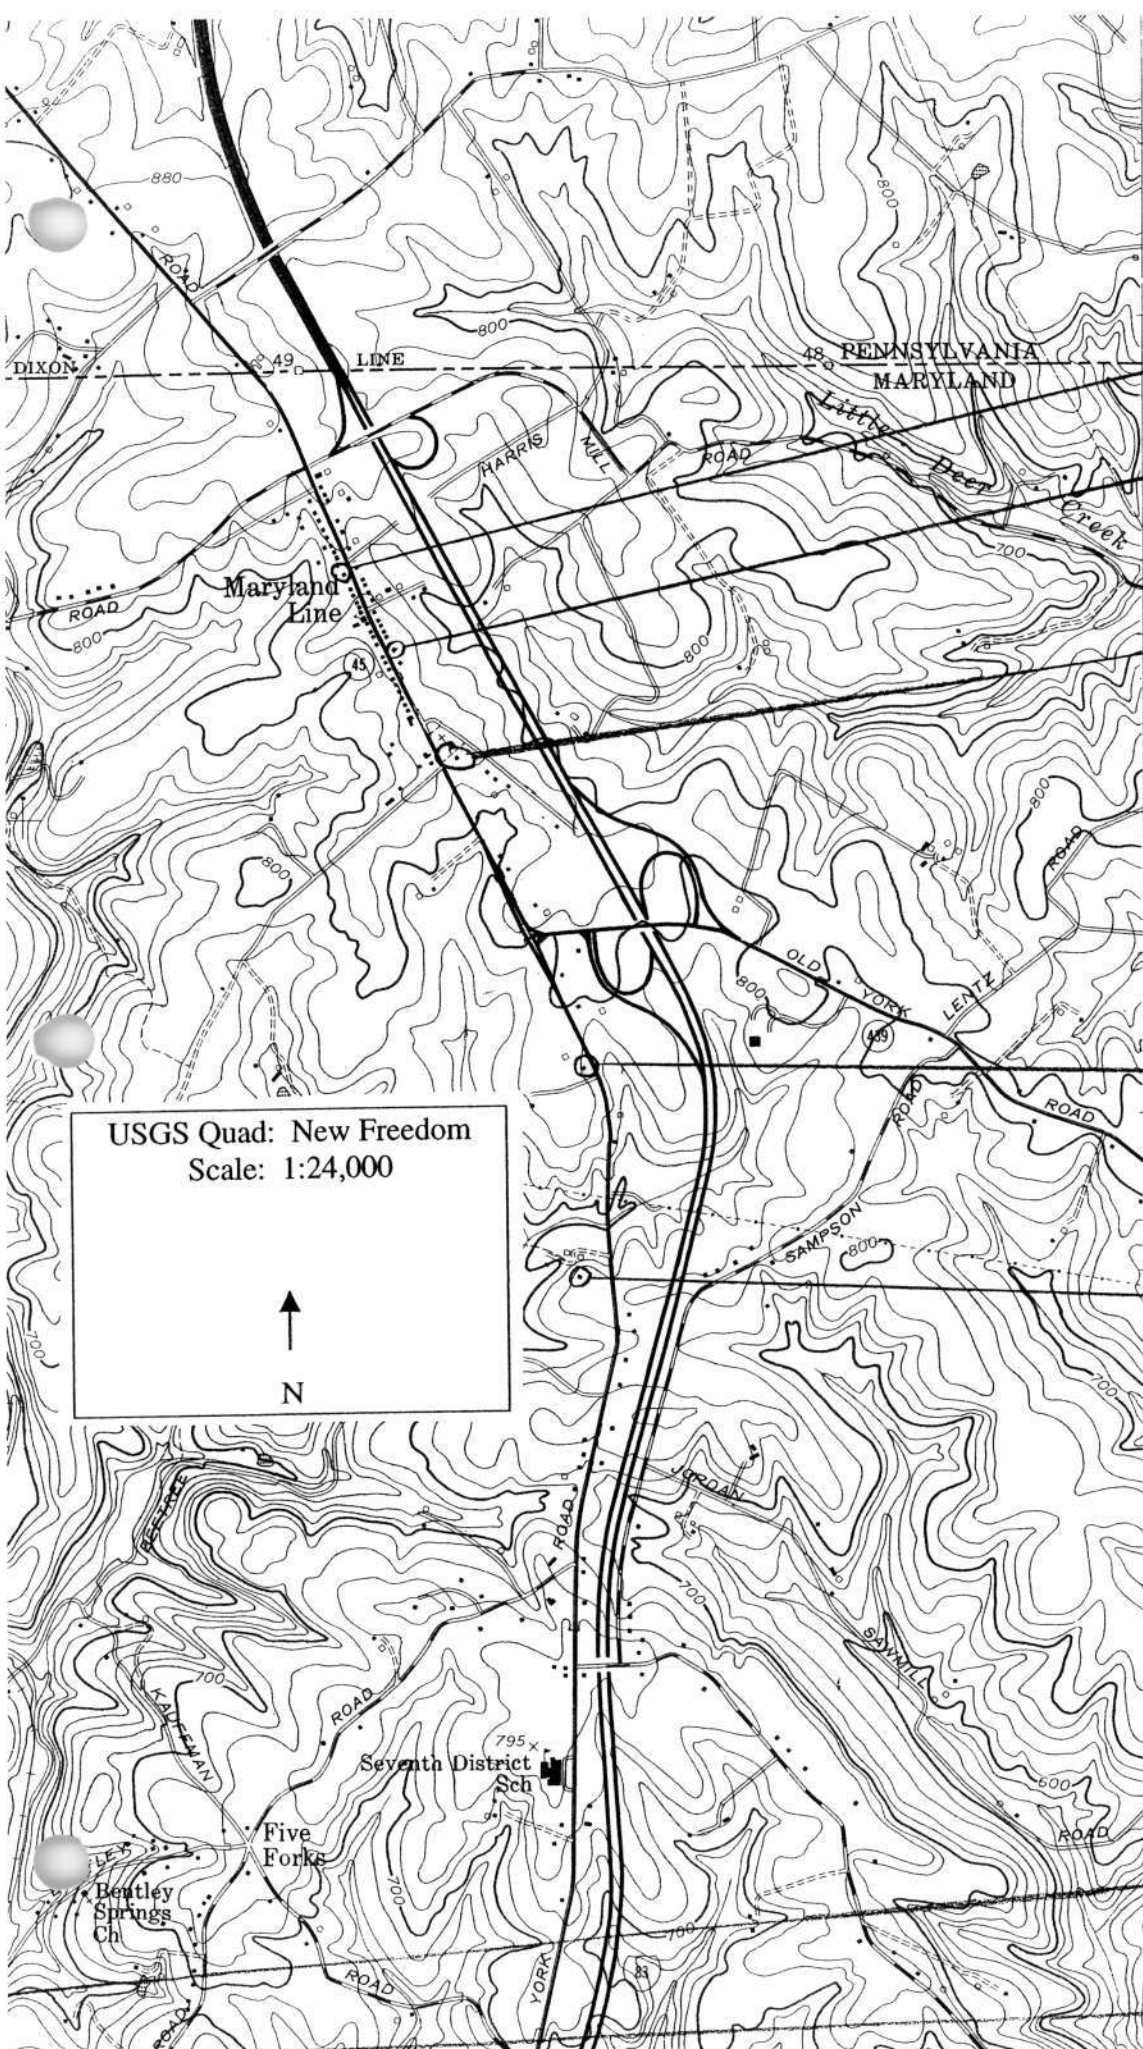 880
ROAD
800
800
DIXON
49
LINE
48
PENNSYLVANIA
MARYLAND
Little
Deer
Creek
HARRIS
MILL
ROAD
700
Maryland
Line
ROAD
800
45
800
800
800
ROAD
OLD
YORK
LENTZ
800
439
ROAD
ROAD
USGS Quad: New Freedom
Scale: 1:24,000
N
SAMPSON
800
700
700
JORDAN
BEETREE
ROAD
700
SAWMILL
700
KAUFFMAN
ROAD
795
Seventh District
Sch
600
ROAD
Five
Forks
LEY
Bentley
Springs
Ch
700
700
83
ROAD
YORK
ROAD